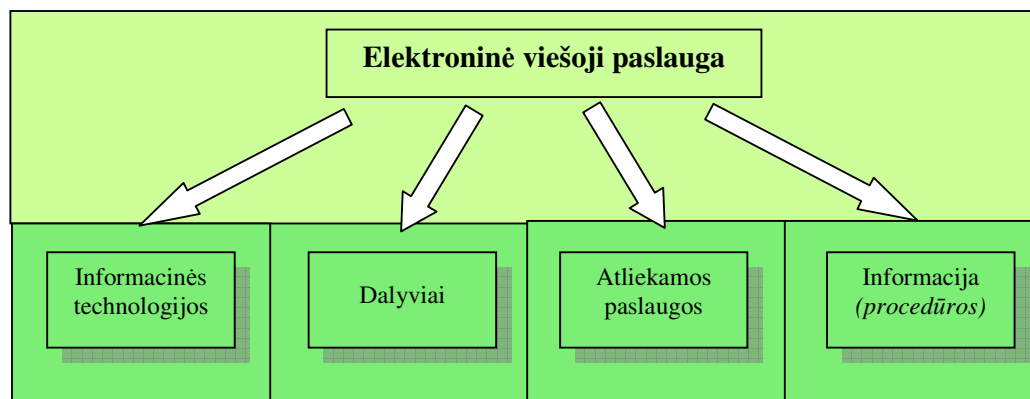 Elektroninė viešoji paslauga
Informacinės
technologijos
Dalyviai
Atliekamos
paslaugos
Informacija
(procedūros)